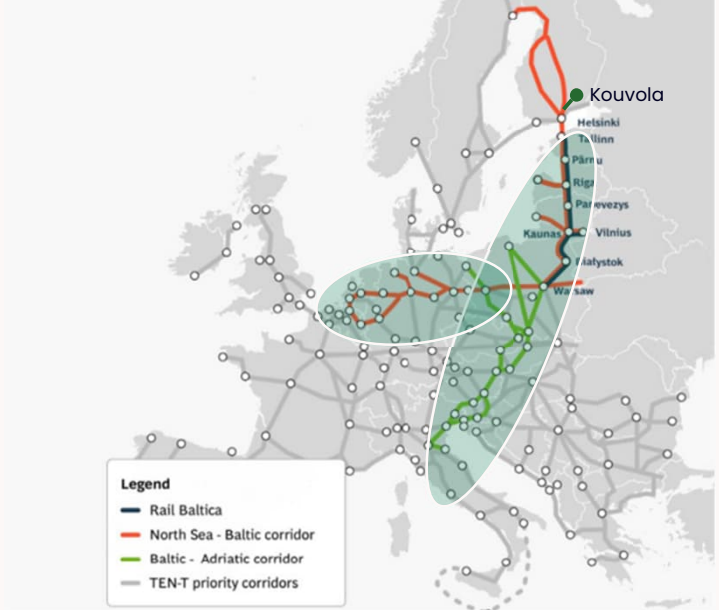 Kouvola
Helsinki
Tallinn
Pärnu
Riga
Panevezys
Kaunas
Vilnius
Białystok
Warsaw
Legend
Rail Baltica
North Sea - Baltic corridor
Baltic - Adriatic corridor
TEN-T priority corridors